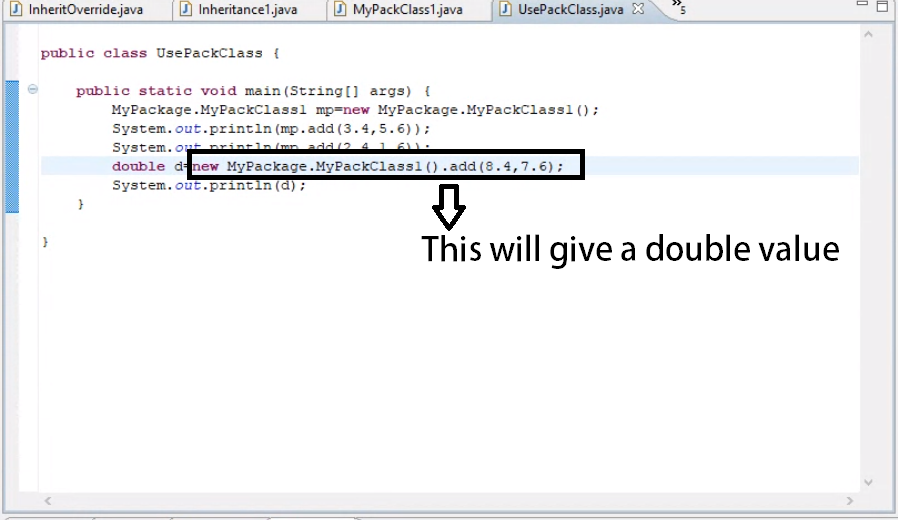 InheritOverride.java Inheritance1.java MyPackClass1.java UsePackClass.java »5
public class UsePackClass {
public static void main(String[] args) {
MyPackage.MyPackClass1 mp=new MyPackage.MyPackClass1();
System.out.println(mp.add(3.4,5.6));
System.out.println(mp.add(2.4,1.6));
double d=new MyPackage.MyPackClass1().add(8.4,7.6);
System.out.println(d);
}
}
This will give a double value